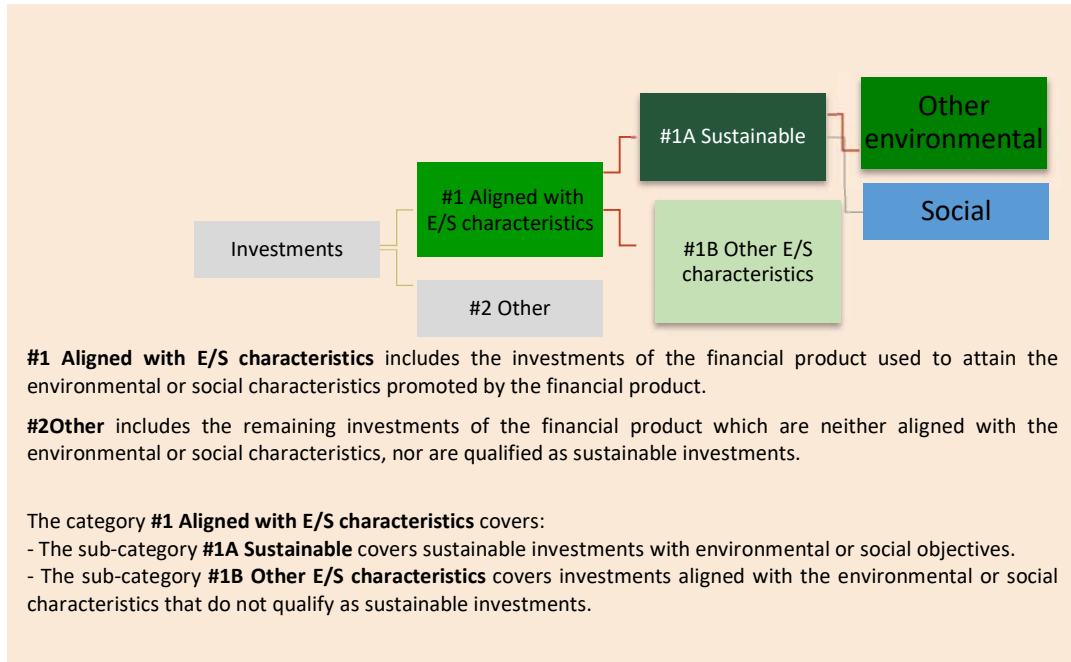 Other
environmental
#1A Sustainable
#1 Aligned with
E/S characteristics
Social
Investments
#1B Other E/S
characteristics
#2 Other
#1 Aligned with E/S characteristics includes the investments of the financial product used to attain the
environmental or social characteristics promoted by the financial product.
#2Other includes the remaining investments of the financial product which are neither aligned with the
environmental or social characteristics, nor are qualified as sustainable investments.
The category #1 Aligned with E/S characteristics covers:
- The sub-category #1A Sustainable covers sustainable investments with environmental or social objectives.
- The sub-category #1B Other E/S characteristics covers investments aligned with the environmental or social
characteristics that do not qualify as sustainable investments.